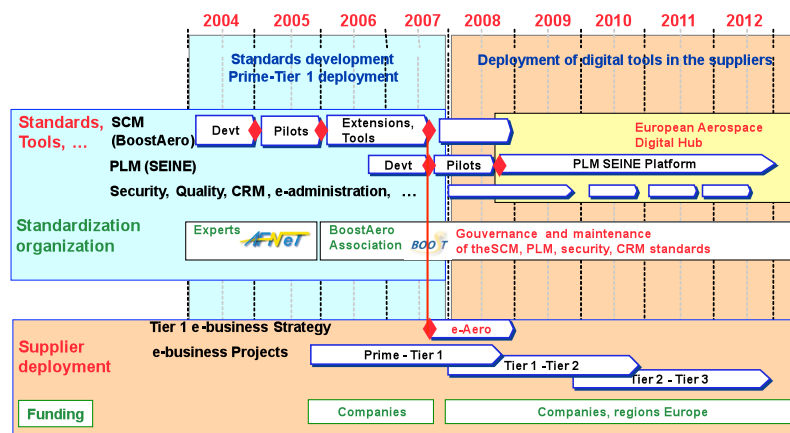 2004 2005 2006 2007 2008 2009 2010 2011 2012
Standards development
Prime-Tier 1 deployment
Deployment of digital tools in the suppliers
Standards,
Tools, …
SCM
(BoostAero)
Devt
Pilots
Extensions,
Tools
European Aerospace
Digital Hub
PLM (SEINE)
Devt
Pilots
PLM SEINE Platform
Security, Quality, CRM, e-administration, …
Standardization
organization
Experts
AFNeT
BoostAero
Association
BOOST
Gouvernance and maintenance
of theSCM, PLM, security, CRM standards
Tier 1 e-business Strategy
e-Aero
Supplier
deployment
e-business Projects
Prime - Tier 1
Tier 1 -Tier 2
Tier 2 - Tier 3
Funding
Companies
Companies, regions Europe